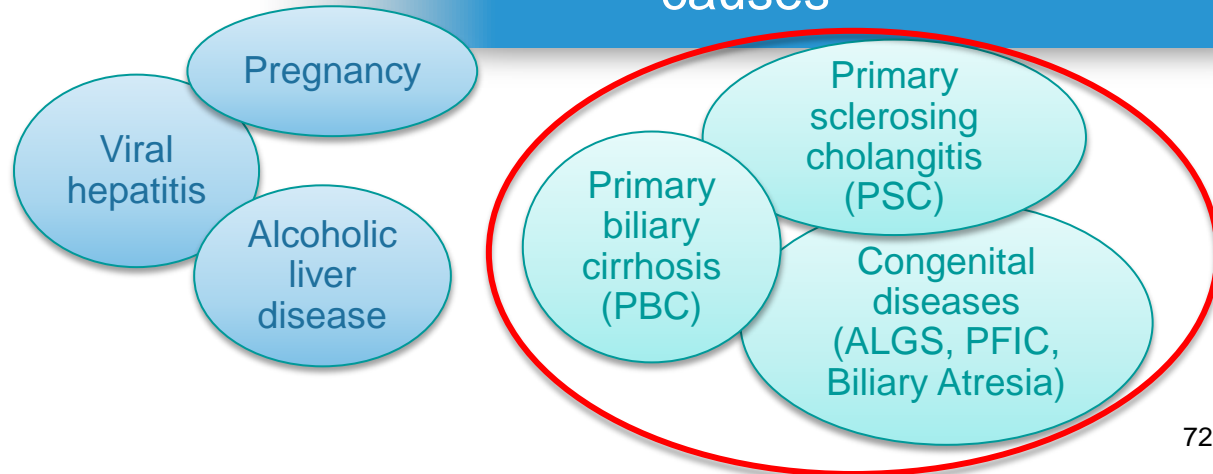 causes
Pregnancy
Viral
hepatitis
Alcoholic
liver
disease
Primary
sclerosing
cholangitis
(PSC)
Primary
biliary
cirrhosis
(PBC)
Congenital
diseases
(ALGS, PFIC,
Biliary Atresia)
72